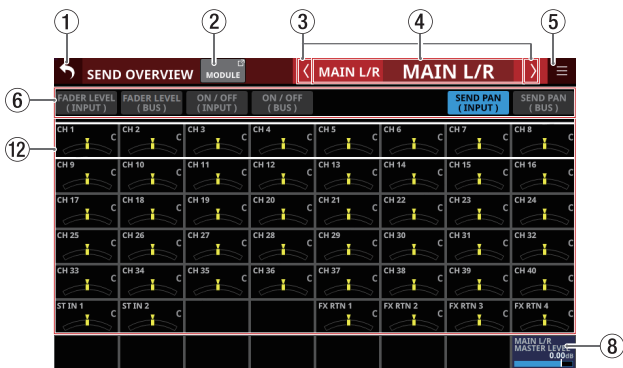 ① ② ③ ④ ⑤
SEND OVERVIEW MODULE MAIN L/R MAIN L/R
⑥
FADER LEVEL FADER LEVEL ON / OFF ON / OFF SEND PAN SEND PAN
( INPUT ) ( BUS ) ( INPUT ) ( BUS ) ( INPUT ) ( BUS )
⑫
CH 1 CH 2 CH 3 CH 4 CH 5 CH 6 CH 7 CH 8
C C C C C C C C
CH 9 CH 10 CH 11 CH 12 CH 13 CH 14 CH 15 CH 16
C C C C C C C C
CH 17 CH 18 CH 19 CH 20 CH 21 CH 22 CH 23 CH 24
C C C C C C C C
CH 25 CH 26 CH 27 CH 28 CH 29 CH 30 CH 31 CH 32
C C C C C C C C
CH 33 CH 34 CH 35 CH 36 CH 37 CH 38 CH 39 CH 40
C C C C C C C C
ST IN 1 ST IN 2 FX RTN 1 FX RTN 2 FX RTN 3 FX RTN 4
C C C C C C
MAIN L/R
MASTER LEVEL
0.00dB
⑧